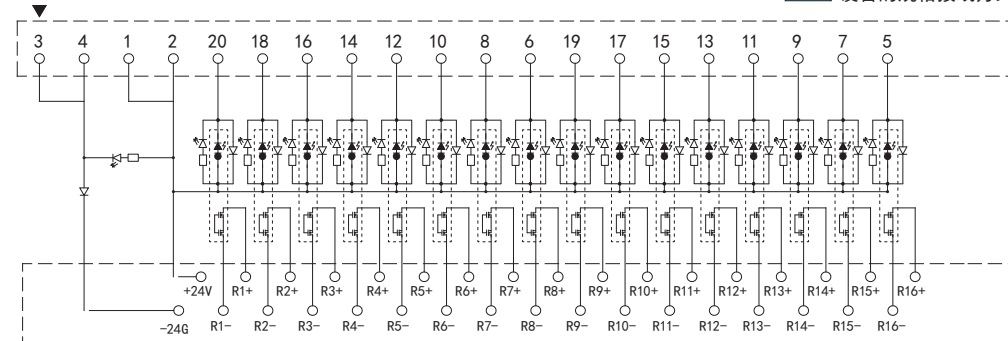 3 4 1 2 20 18 16 14 12 10 8 6 19 17 15 13 11 9 7 5
+24V R1+ R2+ R3+ R4+ R5+ R6+ R7+ R8+ R9+ R10+ R11+ R12+ R13+ R14+ R15+ R16+
-24G R1- R2- R3- R4- R5- R6- R7- R8- R9- R10- R11- R12- R13- R14- R15- R16-